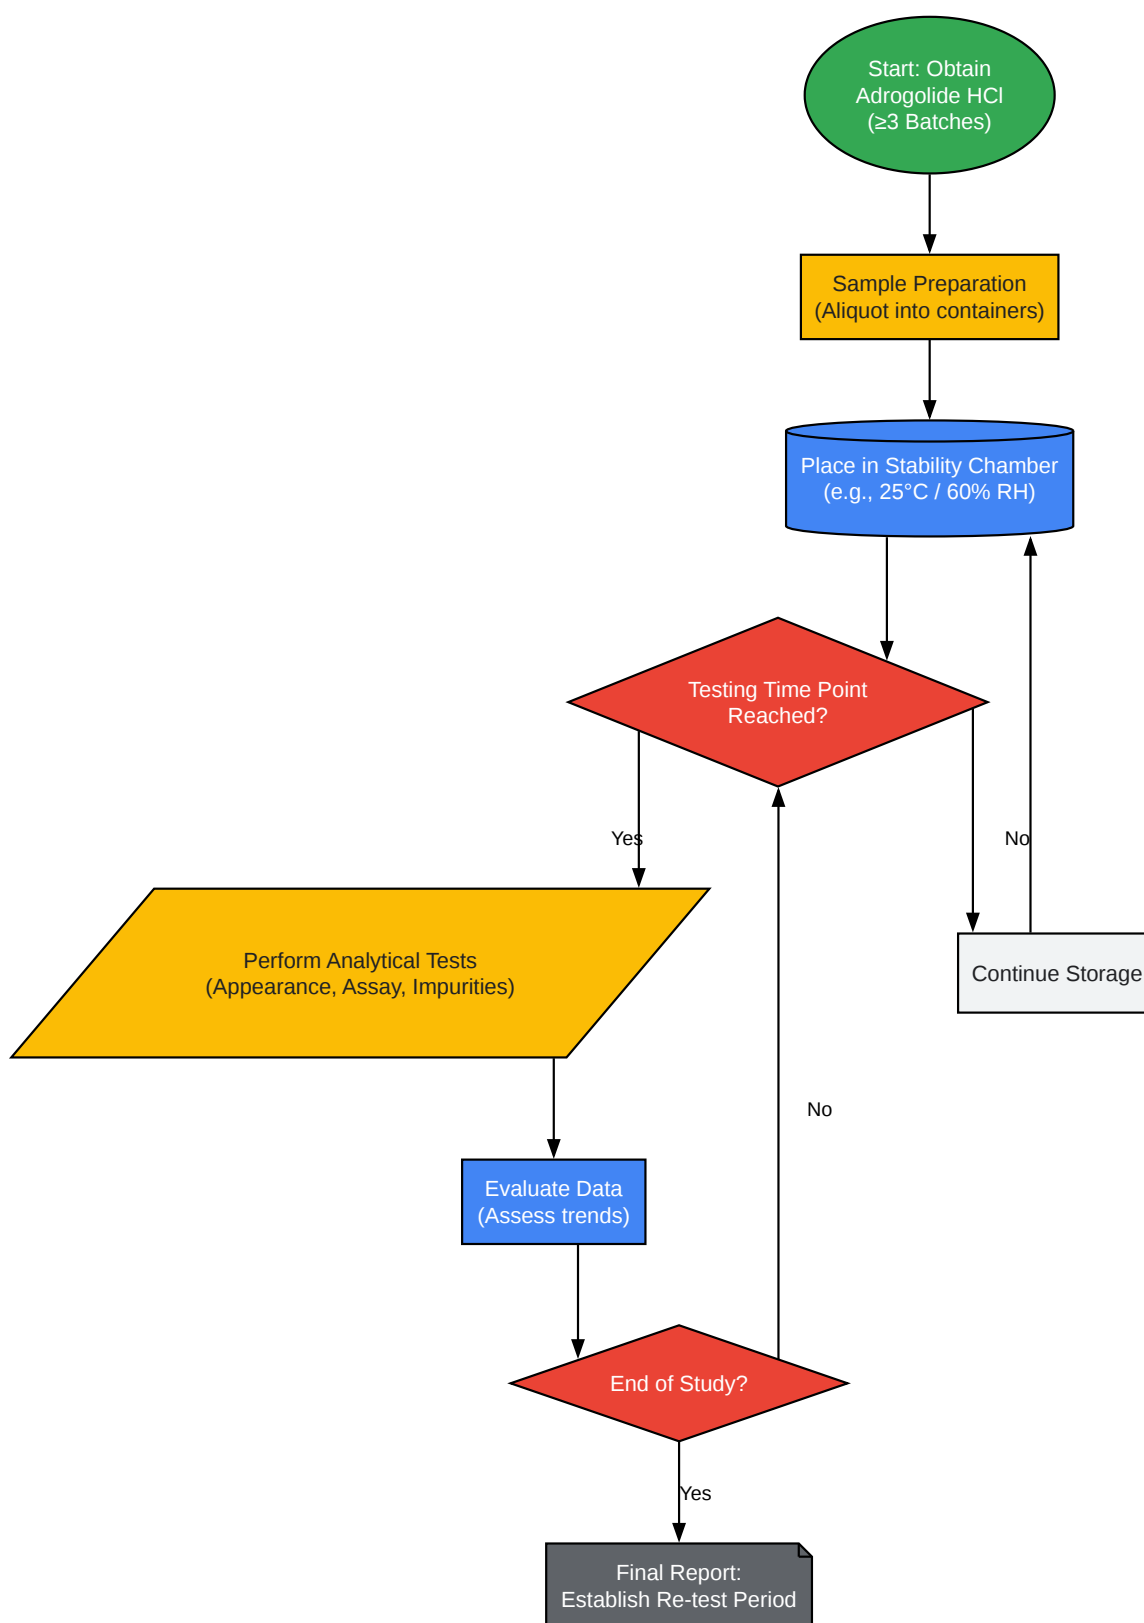 Start: Obtain
Adrogolide HCl
(≥3 Batches)
Sample Preparation
(Aliquot into containers)
Place in Stability Chamber
(e.g., 25°C / 60% RH)
Testing Time Point
Reached?
Yes
No
Perform Analytical Tests
(Appearance, Assay, Impurities)
Continue Storage
No
Evaluate Data
(Assess trends)
End of Study?
Yes
Final Report:
Establish Re-test Period